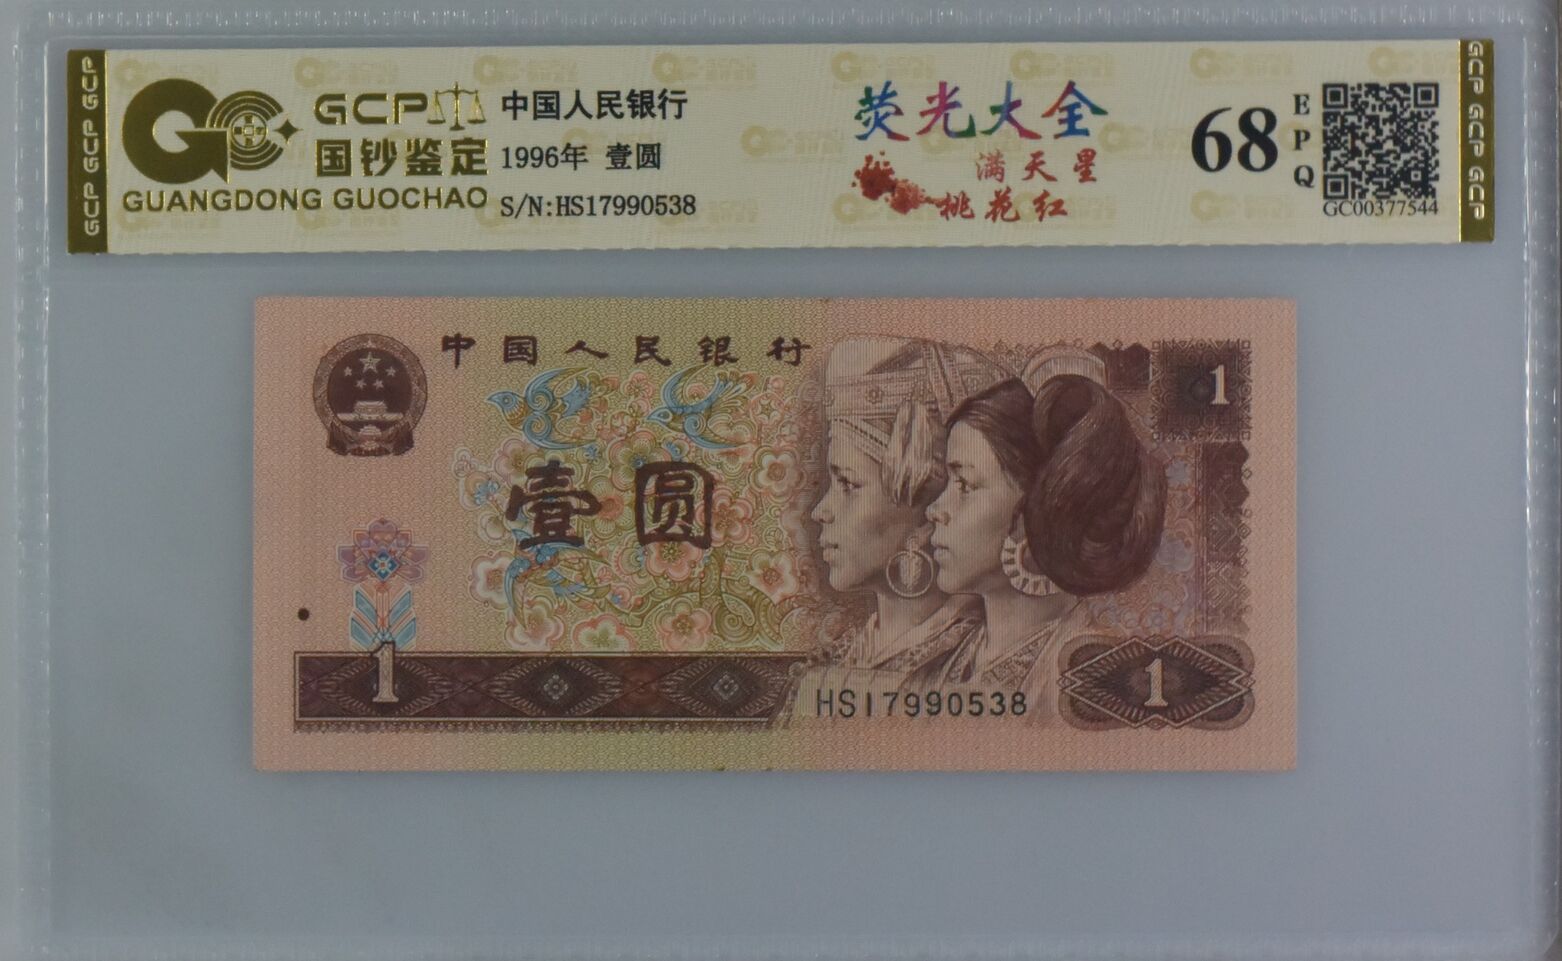 GCP GCP GCP
GCP
国钞鉴定
GUANGDONG GUOCHAO
中国人民银行
1996年 壹圆
S/N:HS17990538
荧光大全
满天星
桃花红
68
EPQ
GC00377544
GCP GCP GCP
中国人民银行
1
壹圆
1
HS17990538
1